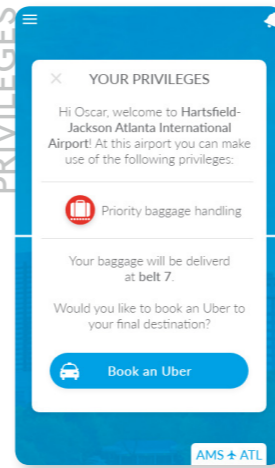 PRIVILEGES
YOUR PRIVILEGES
Hi Oscar, welcome to Hartsfield-
Jackson Atlanta International
Airport! At this airport you can make
use of the following privileges:
Priority baggage handling
Your baggage will be deliverd
at belt 7.
Would you like to book an Uber to
your final destination?
Book an Uber
AMS ✈ ATL